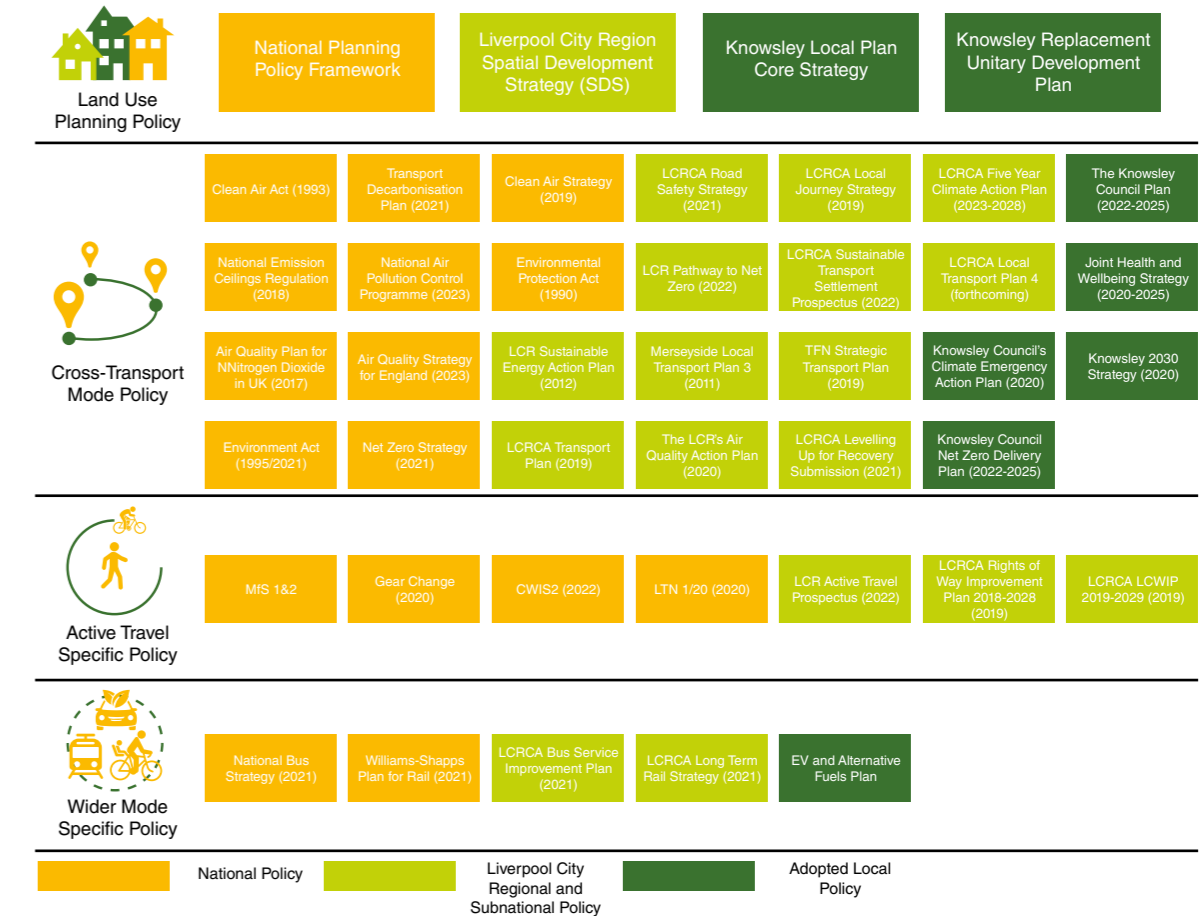 National Planning
Policy Framework
Liverpool City Region
Spatial Development
Strategy (SDS)
Knowsley Local Plan
Core Strategy
Knowsley Replacement
Unitary Development
Plan
Land Use
Planning Policy
Clean Air Act (1993)
Transport
Decarbonisation
Plan (2021)
Clean Air Strategy
(2019)
LCRCA Road
Safety Strategy
(2021)
LCRCA Local
Journey Strategy
(2019)
LCRCA Five Year
Climate Action Plan
(2023-2028)
The Knowsley
Council Plan
(2022-2025)
National Emission
Ceilings Regulation
(2018)
National Air
Pollution Control
Programme (2023)
Environmental
Protection Act
(1990)
LCR Pathway to Net
Zero (2022)
LCRCA Sustainable
Transport
Settlement
Prospectus (2022)
LCRCA Local
Transport Plan 4
(forthcoming)
Joint Health and
Wellbeing Strategy
(2020-2025)
Cross-Transport
Mode Policy
Air Quality Plan for
NNitrogen Dioxide
in UK (2017)
Air Quality Strategy
for England (2023)
LCR Sustainable
Energy Action Plan
(2012)
Merseyside Local
Transport Plan 3
(2011)
TFN Strategic
Transport Plan
(2019)
Knowsley Council's
Climate Emergency
Action Plan (2020)
Knowsley 2030
Strategy (2020)
Environment Act
(1995/2021)
Net Zero Strategy
(2021)
LCRCA Transport
Plan (2019)
The LCR's Air
Quality Action Plan
(2020)
LCRCA Levelling
Up for Recovery
Submission (2021)
Knowsley Council
Net Zero Delivery
Plan (2022-2025)
Active Travel
Specific Policy
MfS 1&2
Gear Change
(2020)
CWIS2 (2022)
LTN 1/20 (2020)
LCR Active Travel
Prospectus (2022)
LCRCA Rights of
Way Improvement
Plan 2018-2028
(2019)
LCRCA LCWIP
2019-2029 (2019)
Wider Mode
Specific Policy
National Bus
Strategy (2021)
Williams-Shapps
Plan for Rail (2021)
LCRCA Bus Service
Improvement Plan
(2021)
LCRCA Long Term
Rail Strategy (2021)
EV and Alternative
Fuels Plan
National Policy
Liverpool City
Regional and
Subnational Policy
Adopted Local
Policy